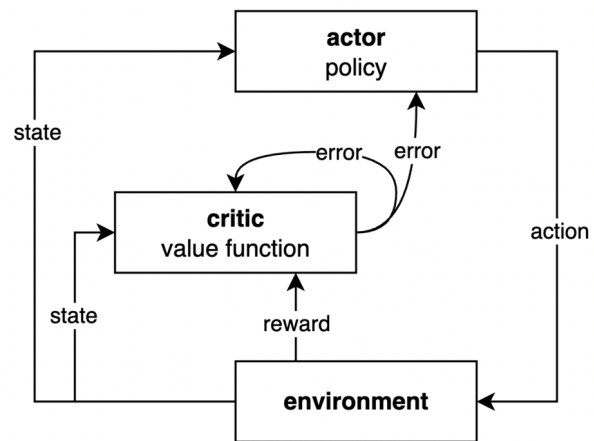 actor
policy
state
error
error
critic
value function
action
state
reward
environment